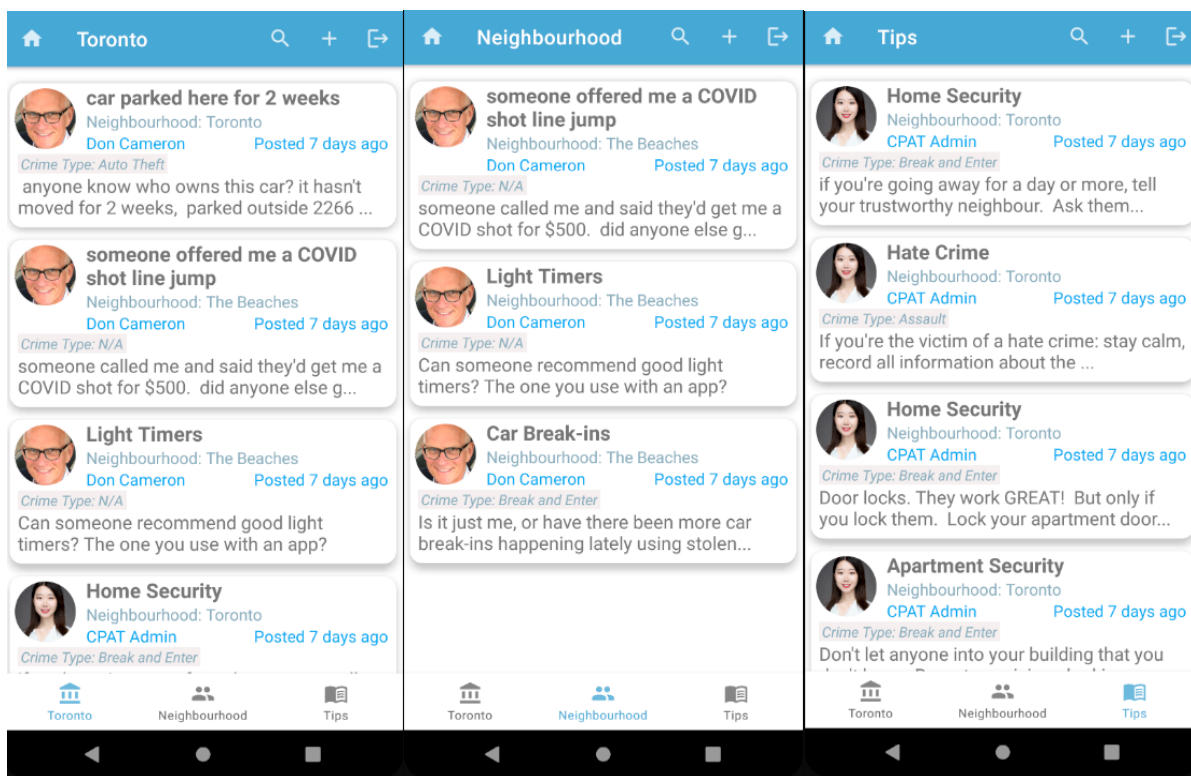 Toronto
car parked here for 2 weeks
Neighbourhood: Toronto
Don Cameron Posted 7 days ago
Crime Type: Auto Theft
anyone know who owns this car? it hasn't
moved for 2 weeks, parked outside 2266 ...
someone offered me a COVID
shot line jump
Neighbourhood: The Beaches
Don Cameron Posted 7 days ago
Crime Type: N/A
someone called me and said they'd get me a
COVID shot for $500. did anyone else g...
Light Timers
Neighbourhood: The Beaches
Don Cameron Posted 7 days ago
Crime Type: N/A
Can someone recommend good light
timers? The one you use with an app?
Home Security
Neighbourhood: Toronto
CPAT Admin Posted 7 days ago
Crime Type: Break and Enter
Toronto Neighbourhood Tips
Neighbourhood
someone offered me a COVID
shot line jump
Neighbourhood: The Beaches
Don Cameron Posted 7 days ago
Crime Type: N/A
someone called me and said they'd get me a
COVID shot for $500. did anyone else g...
Light Timers
Neighbourhood: The Beaches
Don Cameron Posted 7 days ago
Crime Type: N/A
Can someone recommend good light
timers? The one you use with an app?
Car Break-ins
Neighbourhood: The Beaches
Don Cameron Posted 7 days ago
Crime Type: Break and Enter
Is it just me, or have there been more car
break-ins happening lately using stolen...
Toronto Neighbourhood Tips
Tips
Home Security
Neighbourhood: Toronto
CPAT Admin Posted 7 days ago
Crime Type: Break and Enter
if you're going away for a day or more, tell
your trustworthy neighbour. Ask them...
Hate Crime
Neighbourhood: Toronto
CPAT Admin Posted 7 days ago
Crime Type: Assault
If you're the victim of a hate crime: stay calm,
record all information about the ...
Home Security
Neighbourhood: Toronto
CPAT Admin Posted 7 days ago
Crime Type: Break and Enter
Door locks. They work GREAT! But only if
you lock them. Lock your apartment door...
Apartment Security
Neighbourhood: Toronto
CPAT Admin Posted 7 days ago
Crime Type: Break and Enter
Don't let anyone into your building that you
Toronto Neighbourhood Tips